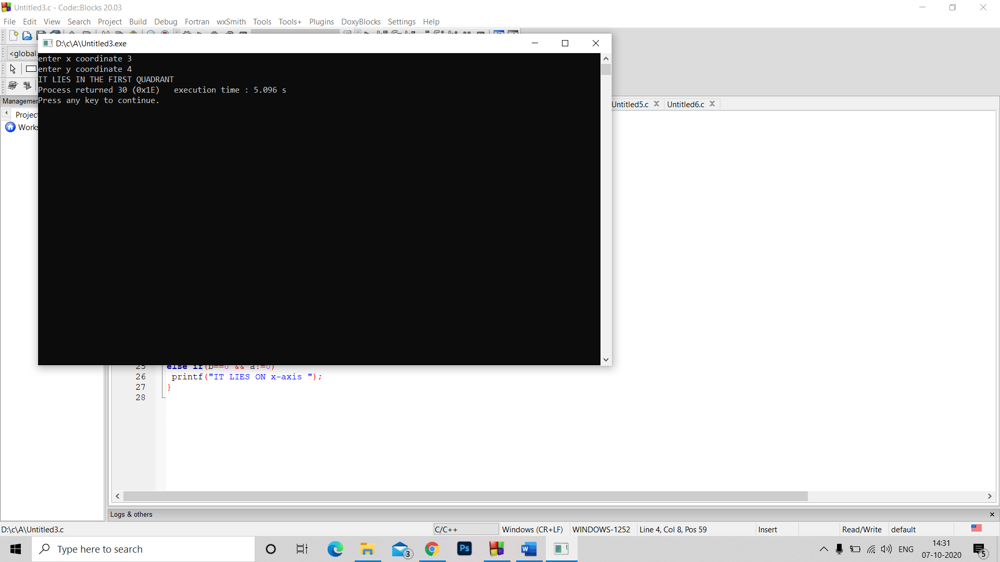 Untitled3.c - Code::Blocks 20.03
File Edit View Search Project Build Debug Fortran wxSmith Tools Tools+ Plugins DoxyBlocks Settings Help
D:\c\A\Untitled3.exe
<global>
enter x coordinate 3
enter y coordinate 4
IT LIES IN THE FIRST QUADRANT
Process returned 30 (0x1E)   execution time : 5.096 s
Press any key to continue.
Untitled5.c Untitled6.c
25 else if(b==0 && a!=0)
26 printf("IT LIES ON x-axis ");
27 }
28
Logs & others
D:\c\A\Untitled3.c C/C++ Windows (CR+LF) WINDOWS-1252 Line 4, Col 8, Pos 59 Insert Read/Write default
Type here to search
3
Ps
W
ENG
14:31
07-10-2020
5